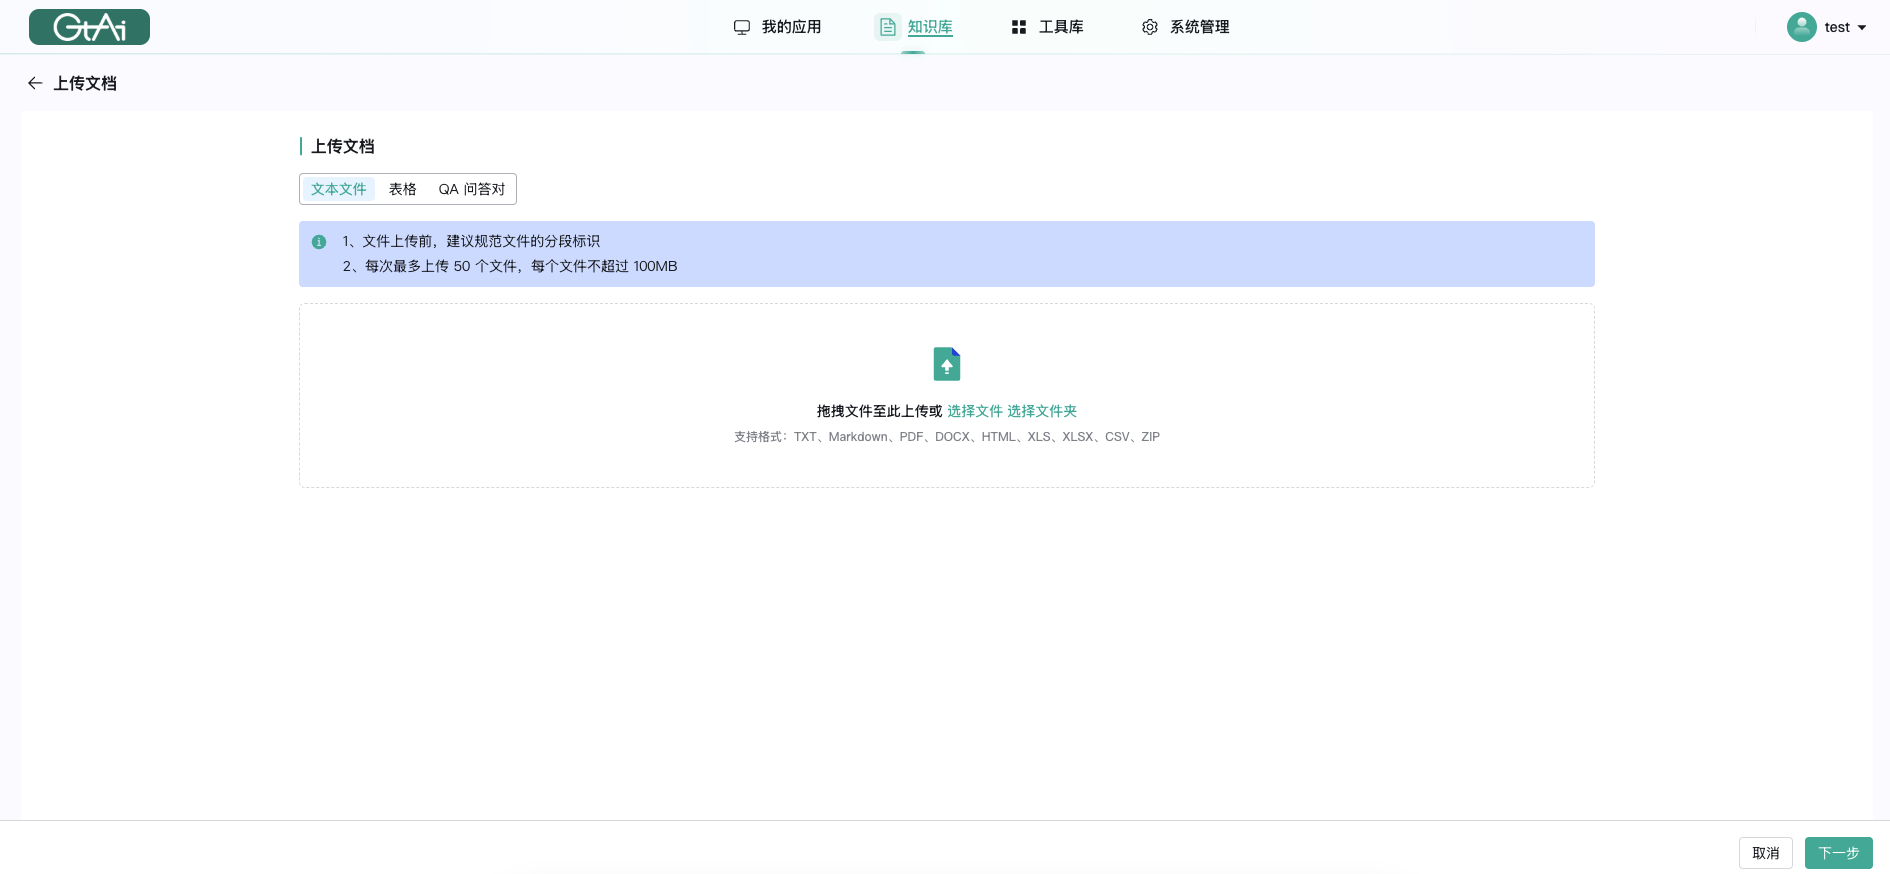 GtAi
我的应用
知识库
工具库
系统管理
test
上传文档
上传文档
文本文件 表格 QA 问答对
1、文件上传前，建议规范文件的分段标识
2、每次最多上传 50 个文件，每个文件不超过 100MB
拖拽文件至此上传或 选择文件 选择文件夹
支持格式：TXT、Markdown、PDF、DOCX、HTML、XLS、XLSX、CSV、ZIP
取消
下一步